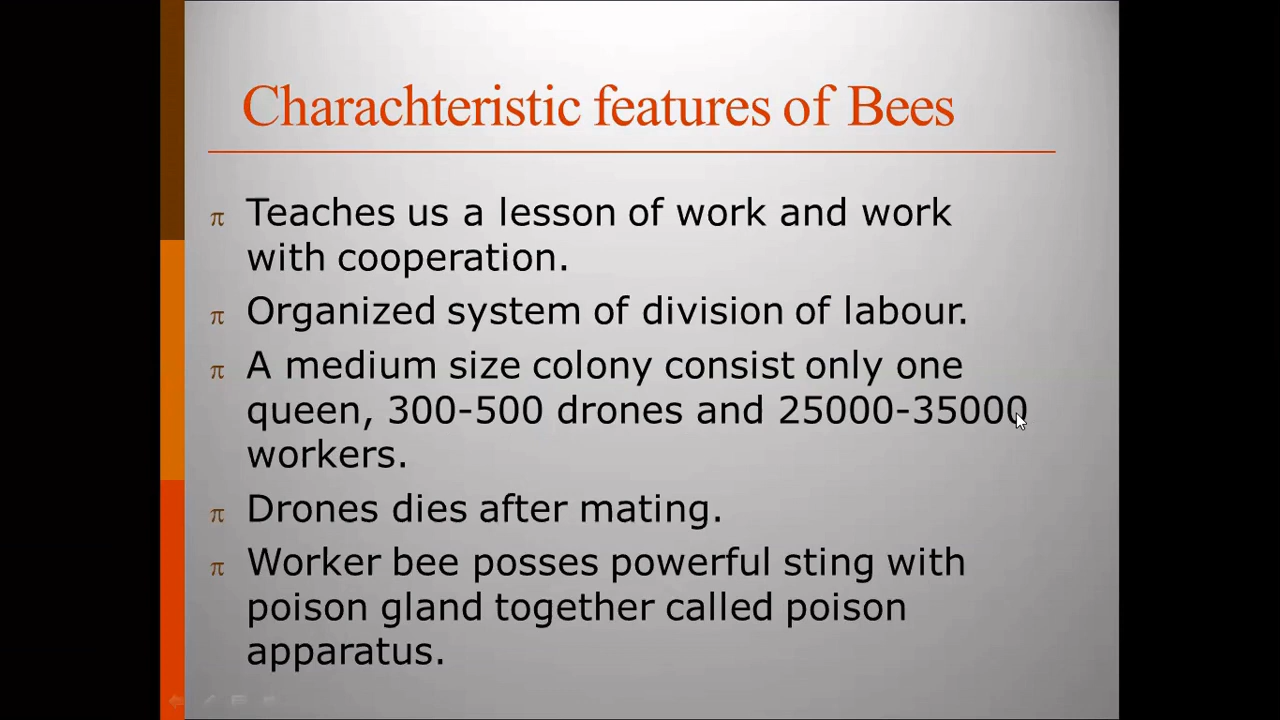 Charachteristic features of Bees
π Teaches us a lesson of work and work
with cooperation.
π Organized system of division of labour.
π A medium size colony consist only one
queen, 300-500 drones and 25000-35000
workers.
π Drones dies after mating.
π Worker bee posses powerful sting with
poison gland together called poison
apparatus.